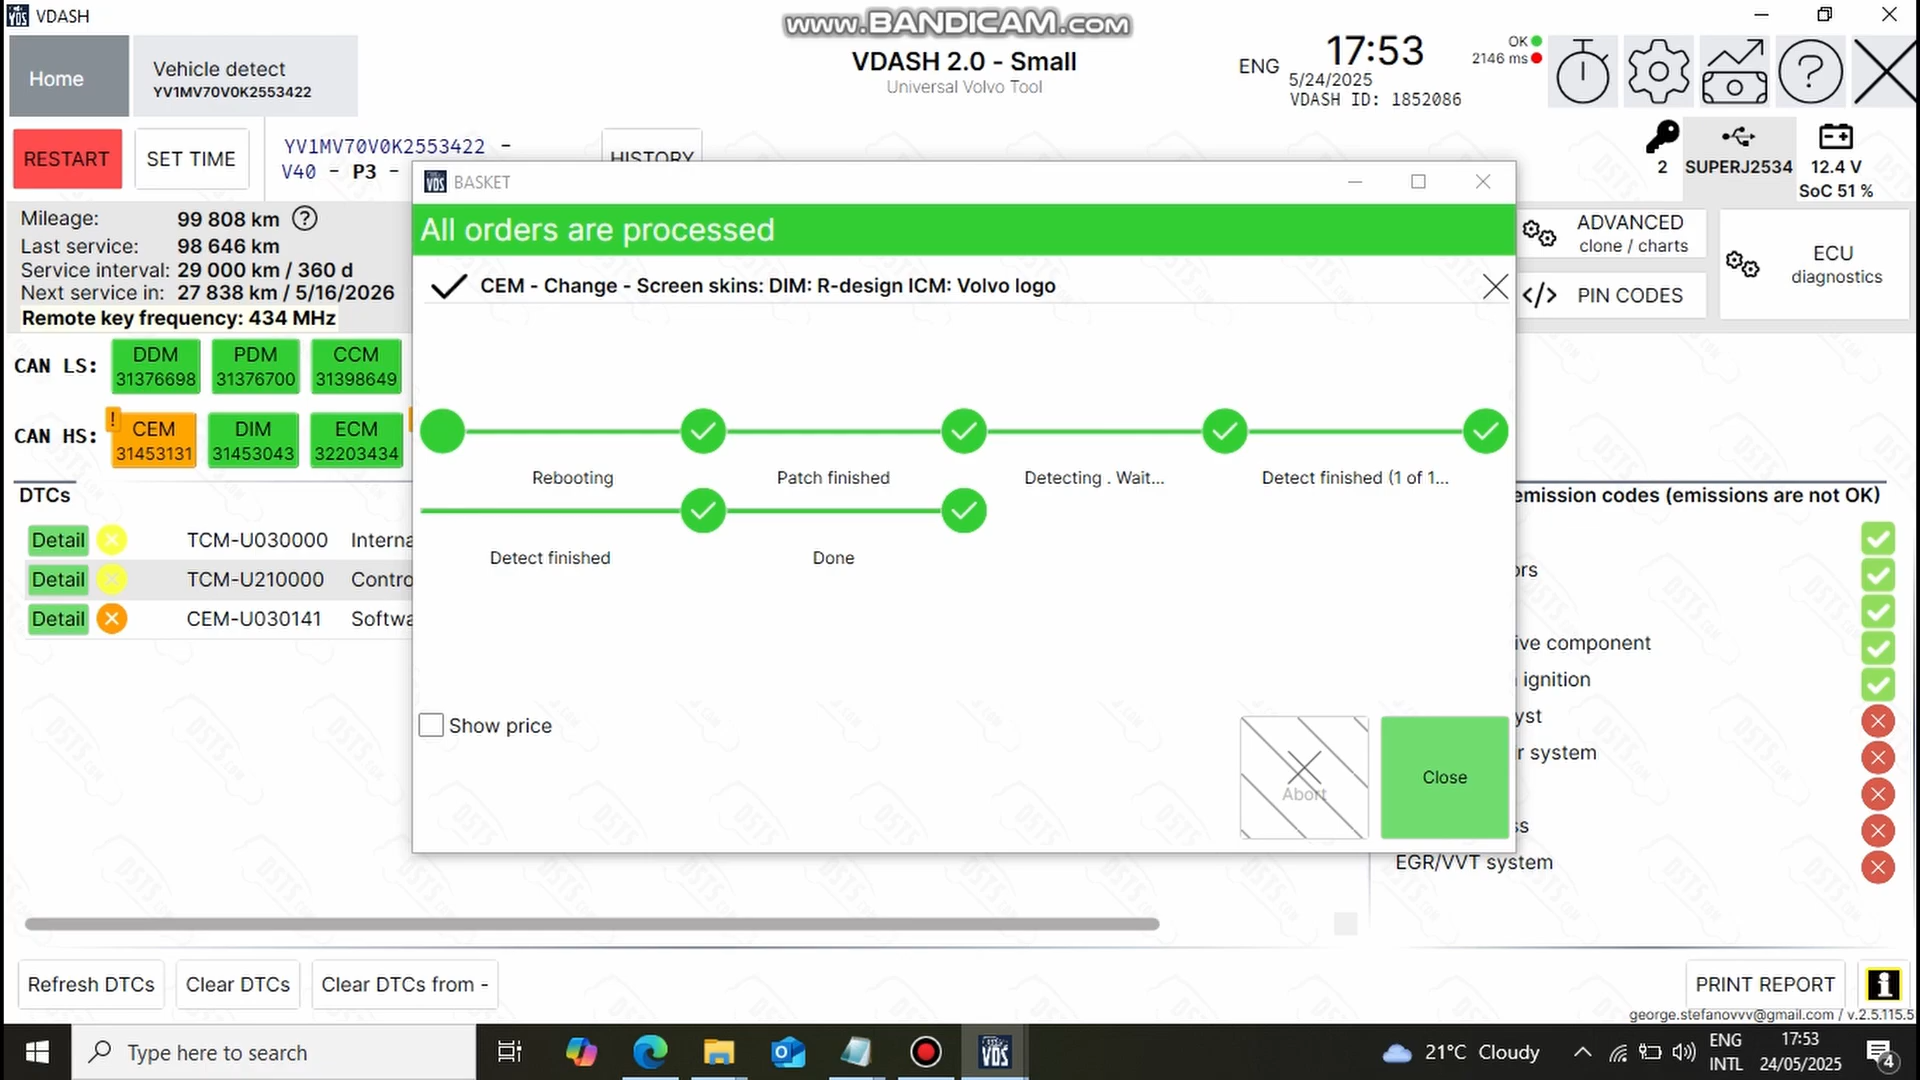 www.BANDICAM.com
VDASH
Home
Vehicle detect
YV1MV70V0K2553422
VDASH 2.0 - Small
Universal Volvo Tool
ENG
17:53
5/24/2025
VDASH ID: 1852086
OK
2146 ms
RESTART
SET TIME
YV1MV70V0K2553422 -
V40 - P3 -
HISTORY
2
SUPERJ2534
12.4 V
SoC 51 %
Mileage: 99 808 km
Last service: 98 646 km
Service interval: 29 000 km / 360 d
Next service in: 27 838 km / 5/16/2026
Remote key frequency: 434 MHz
ADVANCED
clone / charts
PIN CODES
ECU
diagnostics
BASKET
All orders are processed
CEM - Change - Screen skins: DIM: R-design ICM: Volvo logo
Rebooting
Patch finished
Detecting . Wait...
Detect finished (1 of 1...
Detect finished
Done
Show price
Abort
Close
CAN LS:
DDM
31376698
PDM
31376700
CCM
31398649
CAN HS:
!
CEM
31453131
DIM
31453043
ECM
32203434
DTCs
Detail TCM-U030000 Interna
Detail TCM-U210000 Contro
Detail CEM-U030141 Softwa
emission codes (emissions are not OK)
ors
ive component
ignition
yst
r system
ss
EGR/VVT system
Refresh DTCs
Clear DTCs
Clear DTCs from -
PRINT REPORT
george.stefanovvv@gmail.com / v.2.5.115.5
Type here to search
21°C Cloudy
ENG
INTL
17:53
24/05/2025
4